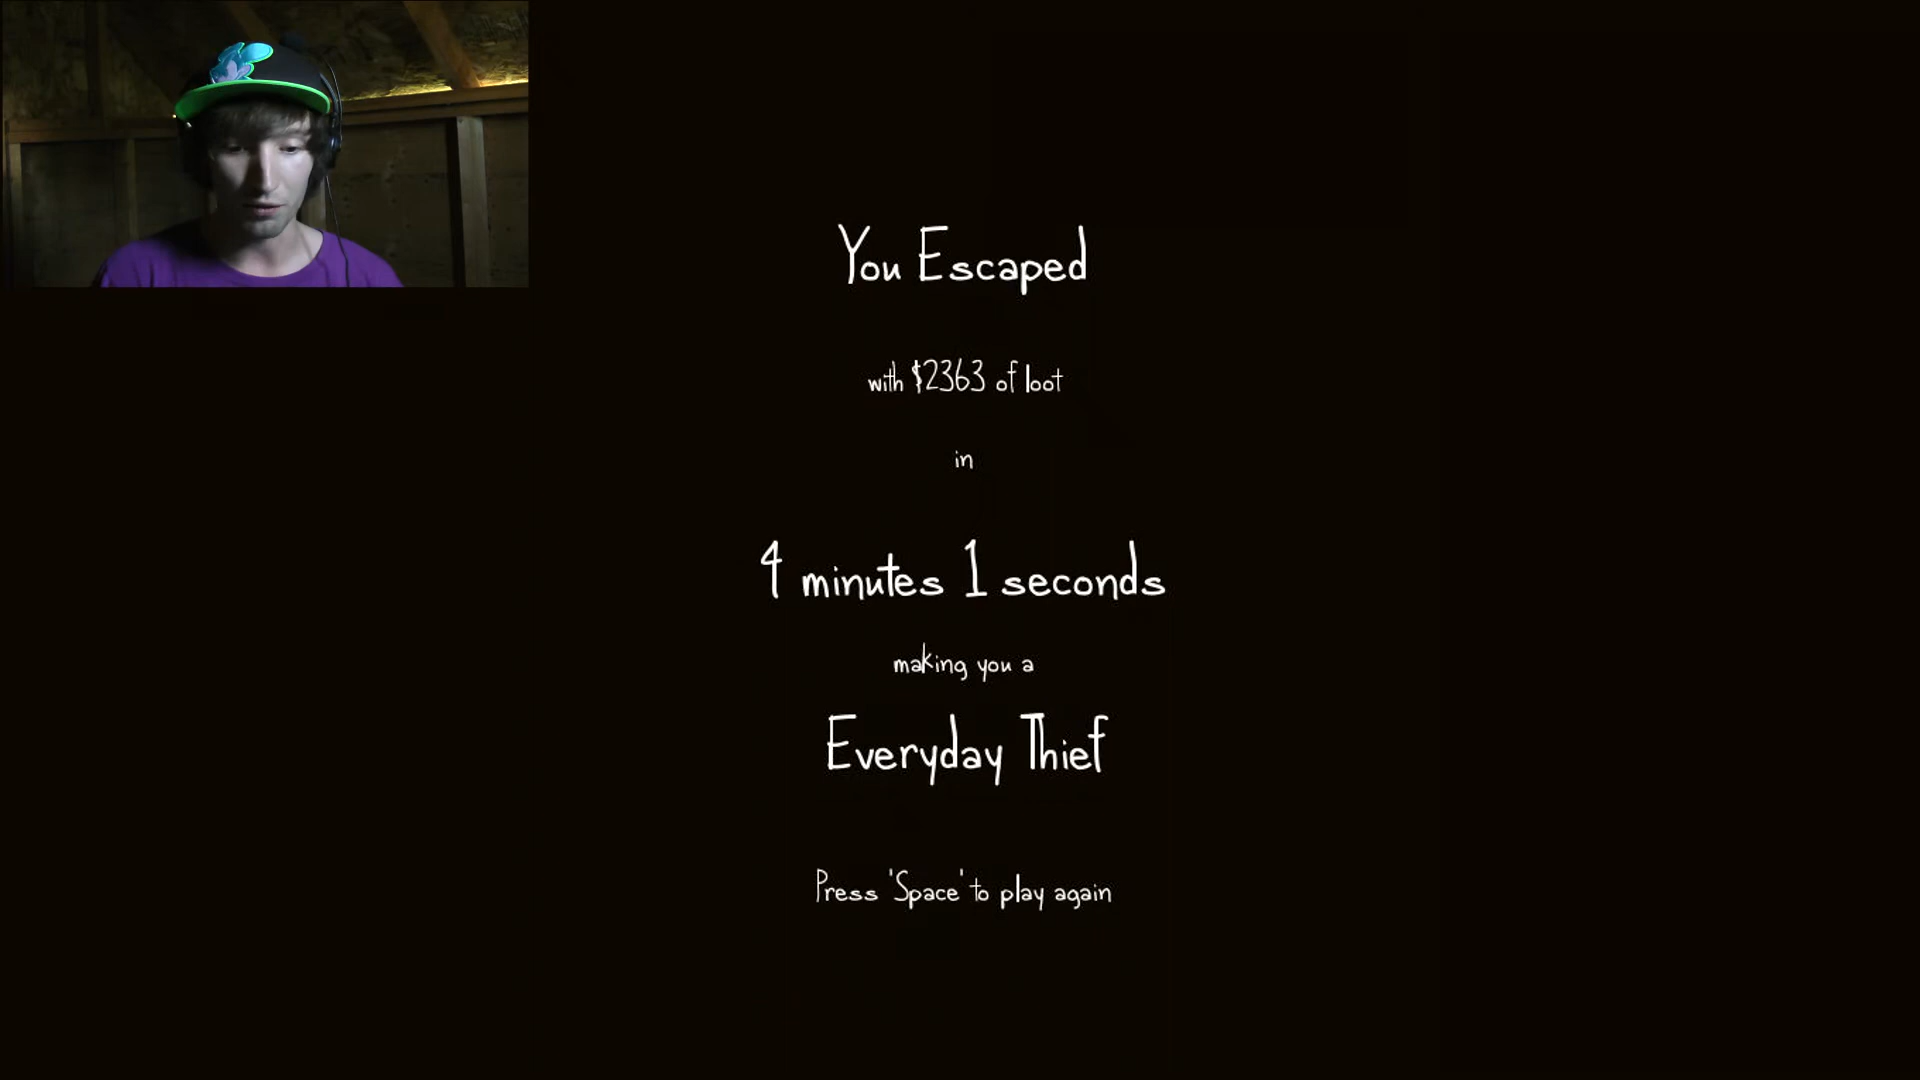 You Escaped
with $2363 of loot
in
4 minutes 1 seconds
making you a
Everyday Thief
Press 'Space' to play again